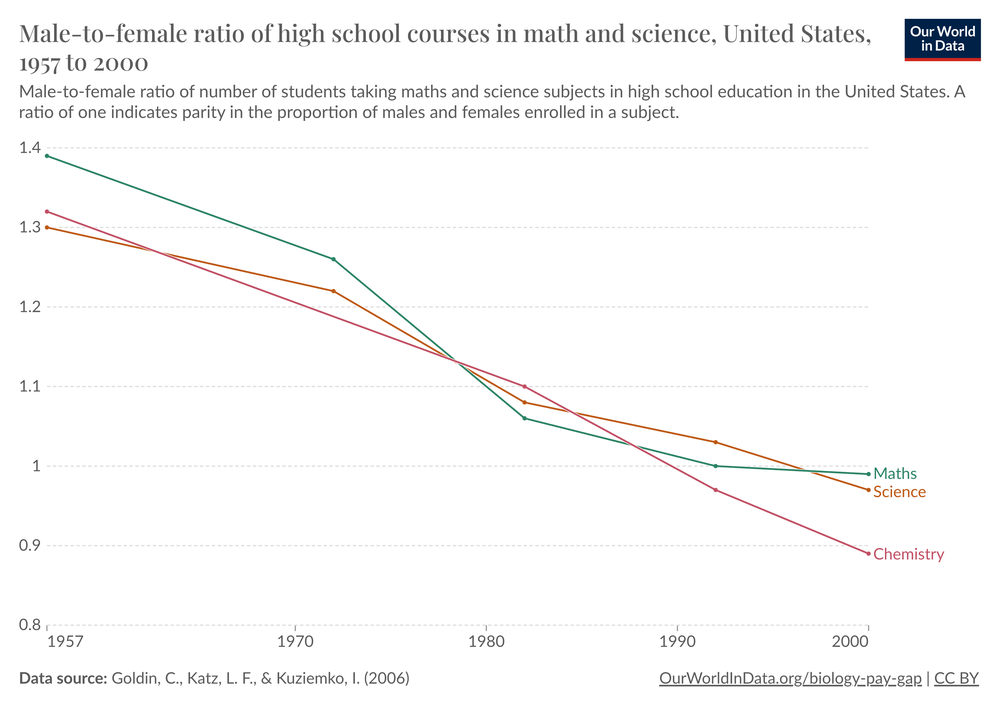 Male-to-female ratio of high school courses in math and science, United States,
1957 to 2000
Our World
in Data
Male-to-female ratio of number of students taking maths and science subjects in high school education in the United States. A
ratio of one indicates parity in the proportion of males and females enrolled in a subject.
1.4
1.3
1.2
1.1
1
0.9
0.8
Maths
Science
Chemistry
1957
1970
1980
1990
2000
Data source: Goldin, C., Katz, L. F., & Kuziemko, I. (2006)
OurWorldInData.org/biology-pay-gap | CC BY